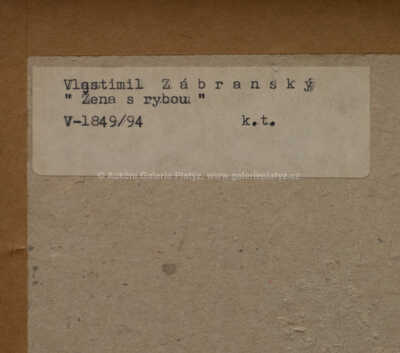 Vlastimil Zábranský
" Žena s rybou "
V-1849/94 k.t.
© Aukční Galerie Platýz, www.galerieplatyz.cz